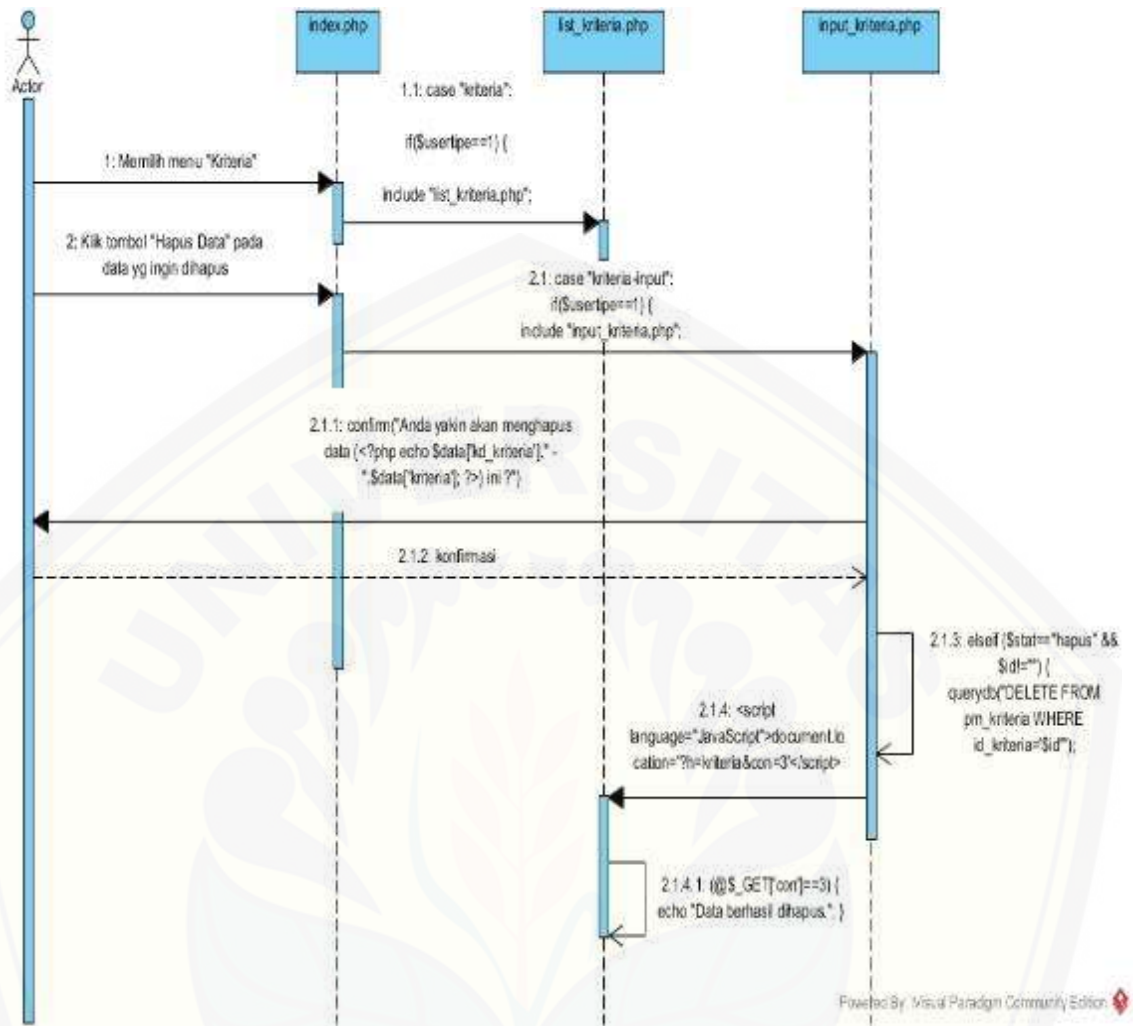 index.php
list_kriteria.php
input_kriteria.php
Actor
1.1: case "kriteria":
if($usertipe==1) {
include "list_kriteria.php";
1: Memilih menu "Kriteria"
2: Klik tombol "Hapus Data" pada
data yg ingin dihapus
2.1: case "kriteria-input":
if($usertipe==1) {
include "input_kriteria.php";
2.1.1: confirm("Anda yakin akan menghapus
data (<?php echo $data['kd_kriteria']." -
".$data['kriteria']; ?>) ini ?")
2.1.2: konfirmasi
2.1.3: elseif ($stat=="hapus" &&
$id!="") {
querydb("DELETE FROM
pm_kriteria WHERE
id_kriteria='$id'");
2.1.4: <script
language="JavaScript">document.lo
cation='?h=kriteria&con=3'</script>
2.1.4.1: (@$_GET['con']==3) {
echo "Data berhasil dihapus."; }
UNIVERSITAS
Powered By Visual Paradigm Community Edition